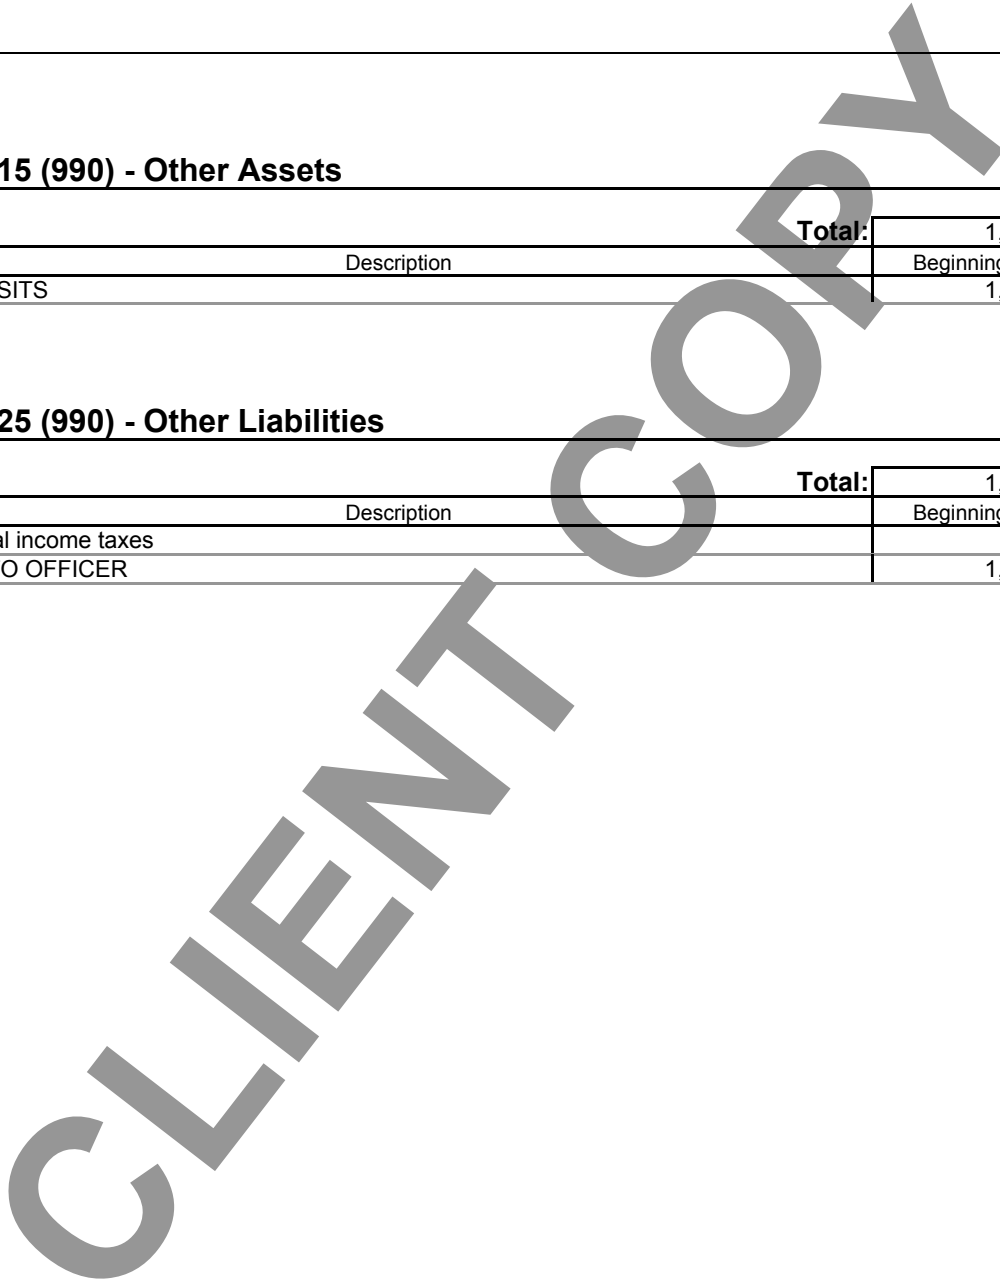 15 (990) - Other Assets
Total: 1,
Description Beginning
SITS 1,
25 (990) - Other Liabilities
Total: 1,
Description Beginning
al income taxes
O OFFICER 1,
CLIENT COPY